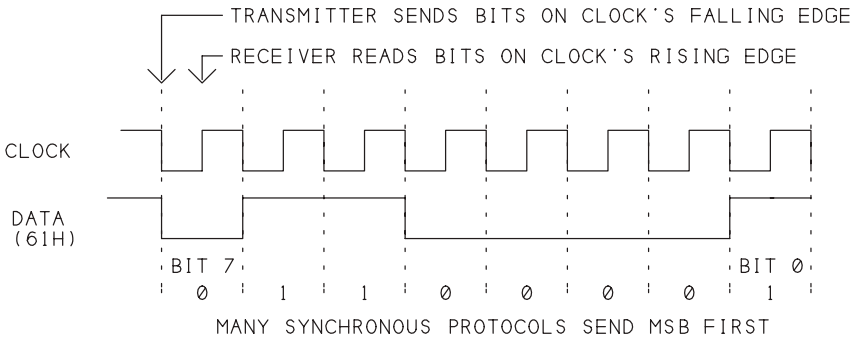 TRANSMITTER SENDS BITS ON CLOCK'S FALLING EDGE
RECEIVER READS BITS ON CLOCK'S RISING EDGE
CLOCK
DATA
(61H)
BIT 7 BIT 0
0 1 1 0 0 0 0 1
MANY SYNCHRONOUS PROTOCOLS SEND MSB FIRST